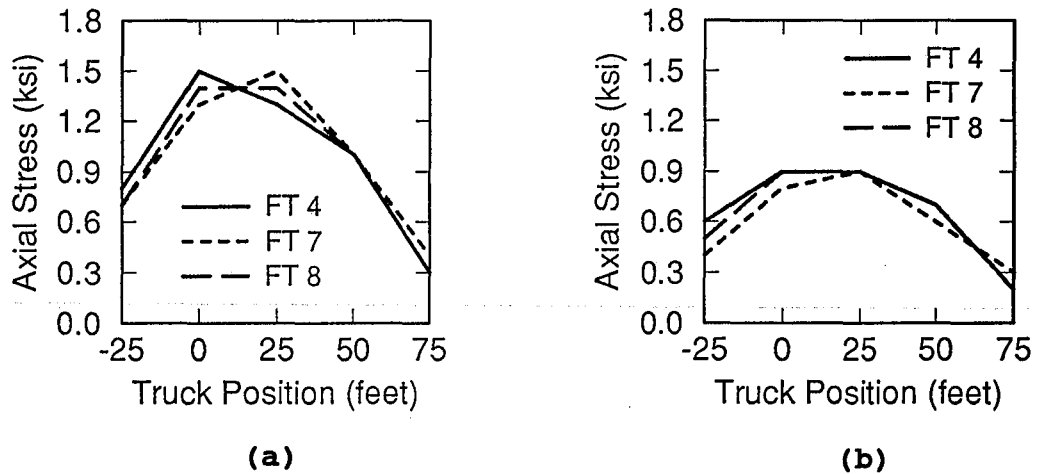 1.8
1.5
1.2
0.9
0.6
0.3
0.0
Axial Stress (ksi)
FT 4
FT 7
FT 8
-25 0 25 50 75
Truck Position (feet)
(a)
1.8
1.5
1.2
0.9
0.6
0.3
0.0
Axial Stress (ksi)
FT 4
FT 7
FT 8
-25 0 25 50 75
Truck Position (feet)
(b)